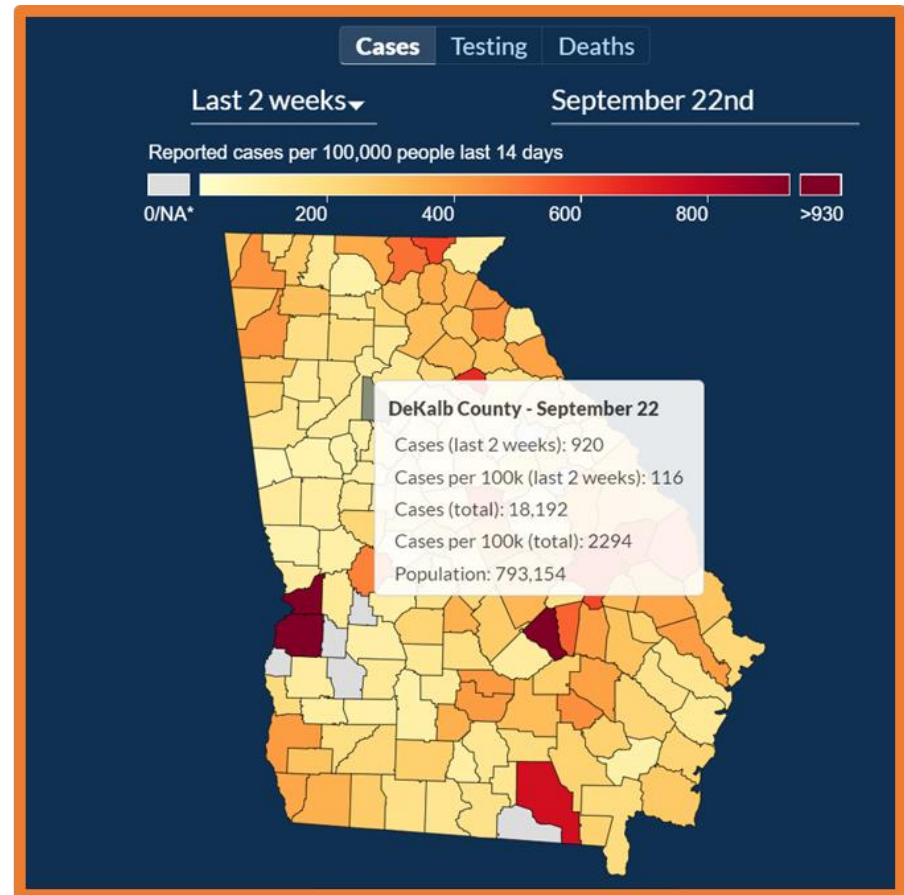 Cases Testing Deaths
Last 2 weeks September 22nd
Reported cases per 100,000 people last 14 days
0/NA* 200 400 600 800 >930
DeKalb County - September 22
Cases (last 2 weeks): 920
Cases per 100k (last 2 weeks): 116
Cases (total): 18,192
Cases per 100k (total): 2294
Population: 793,154